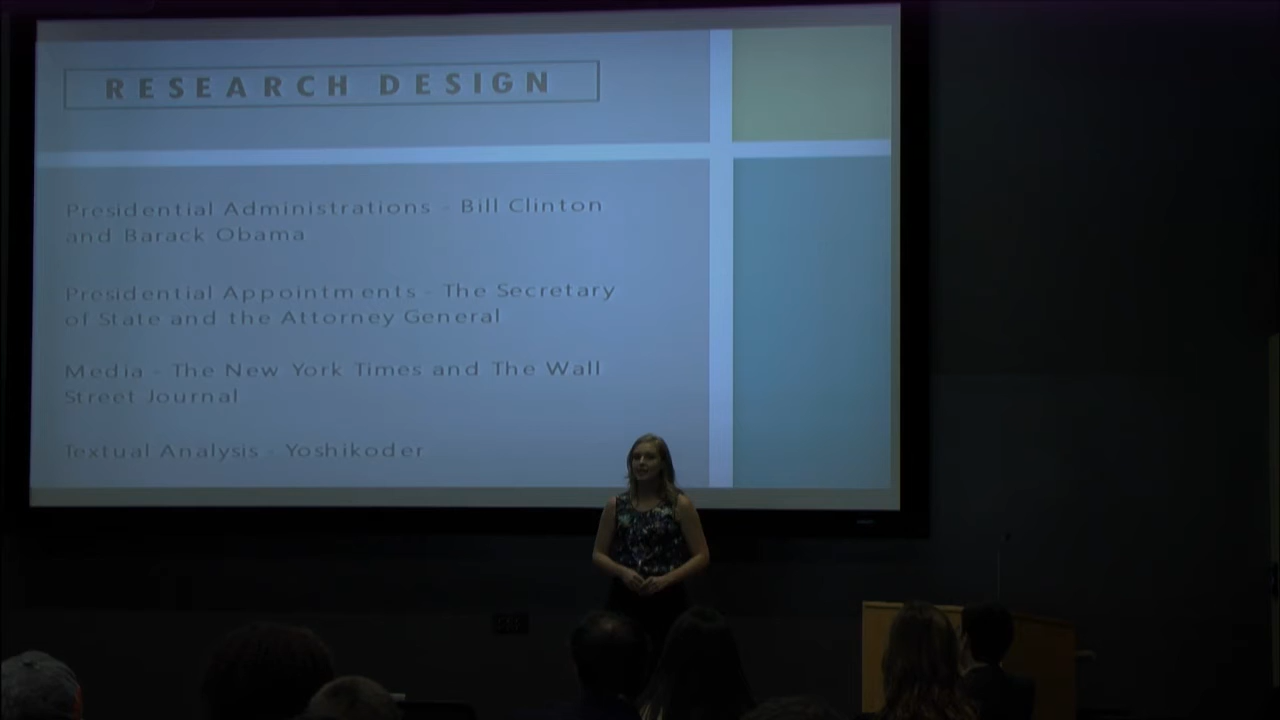 RESEARCH DESIGN
Presidential Administrations - Bill Clinton
and Barack Obama
Presidential Appointments - The Secretary
of State and the Attorney General
Media - The New York Times and The Wall
Street Journal
Textual Analysis - Yoshikoder